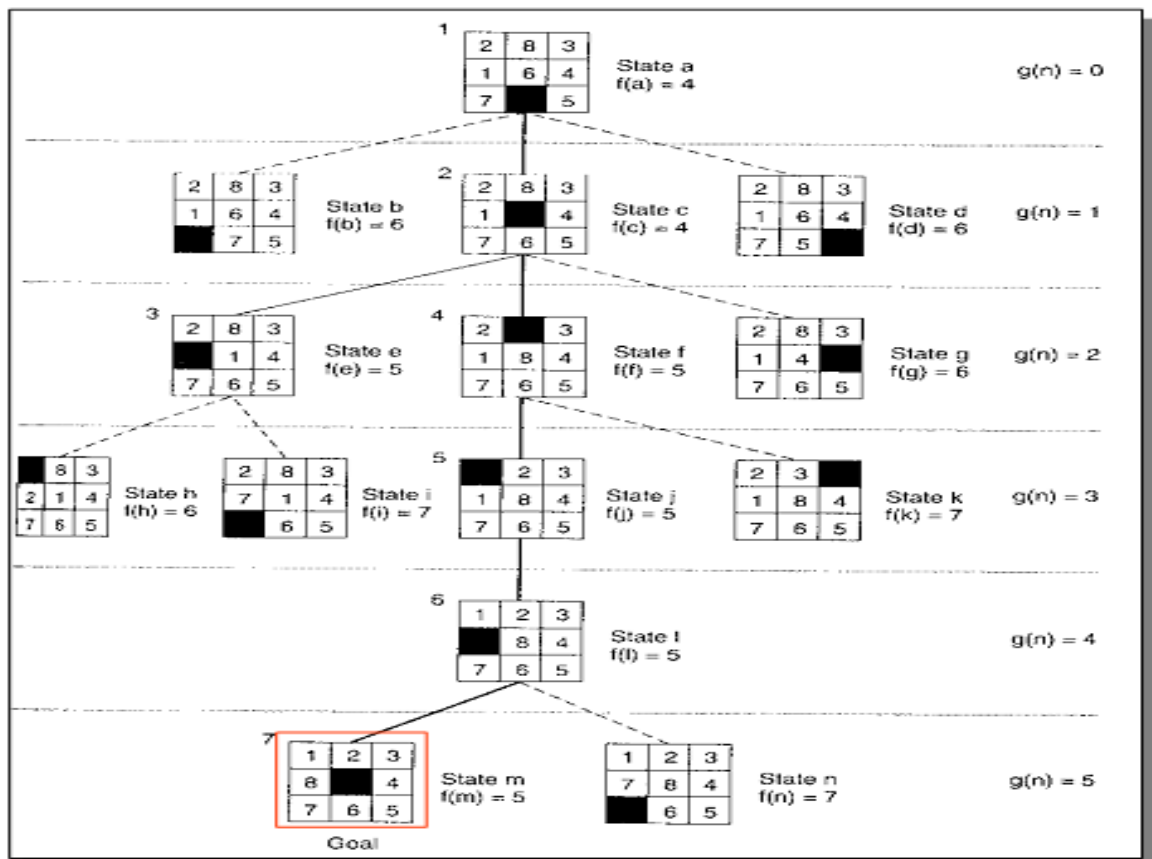 1
2 8 3
1 6 4
7 5
State a
f(a) = 4
g(n) = 0
2 8 3
1 6 4
7 5
State b
f(b) = 6
2
2 8 3
1 4
7 6 5
State c
f(c) = 4
2 8 3
1 6 4
7 5
State d
f(d) = 6
g(n) = 1
3
2 8 3
1 4
7 6 5
State e
f(e) = 5
4
2 3
1 8 4
7 6 5
State f
f(f) = 5
2 8 3
1 4
7 6 5
State g
f(g) = 6
g(n) = 2
8 3
2 1 4
7 6 5
State h
f(h) = 6
2 8 3
7 1 4
6 5
State i
f(i) = 7
5
2 3
1 8 4
7 6 5
State j
f(j) = 5
2 3
1 8 4
7 6 5
State k
f(k) = 7
g(n) = 3
6
1 2 3
8 4
7 6 5
State l
f(l) = 5
g(n) = 4
7
1 2 3
8 4
7 6 5
State m
f(m) = 5
Goal
1 2 3
7 8 4
6 5
State n
f(n) = 7
g(n) = 5